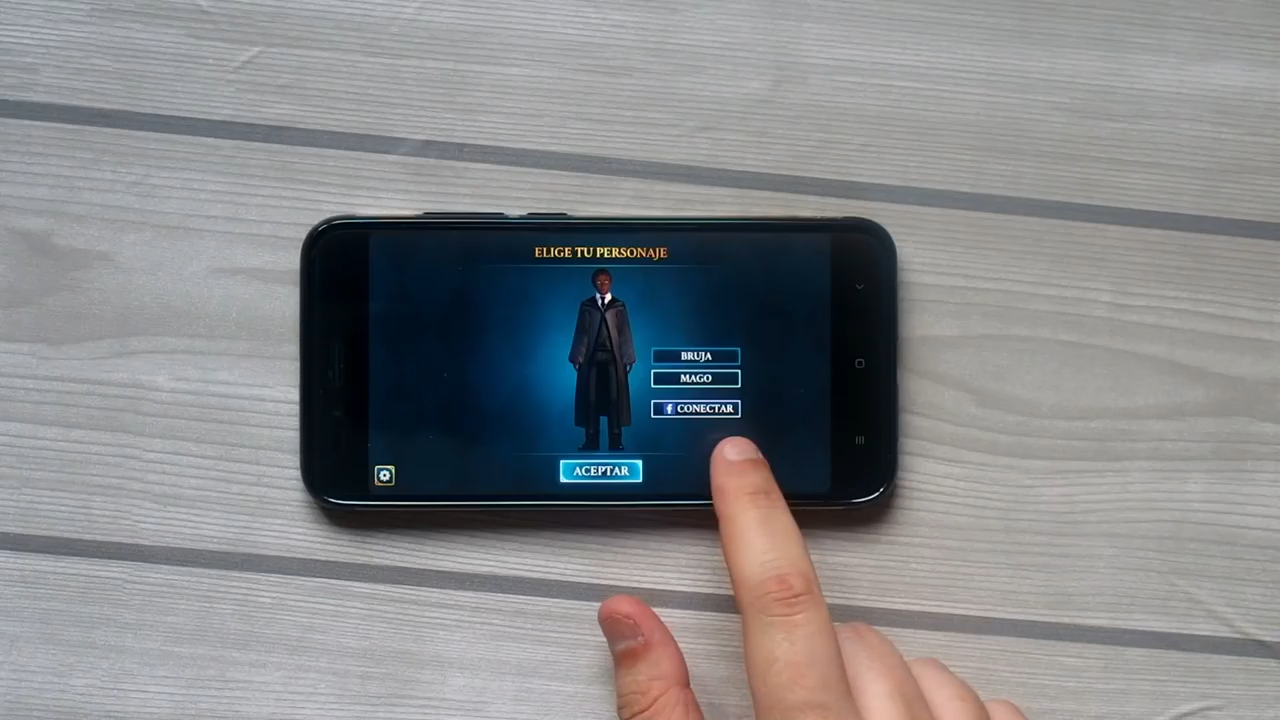 ELIGE TU PERSONAJE
BRUJA
MAGO
CONECTAR
ACEPTAR